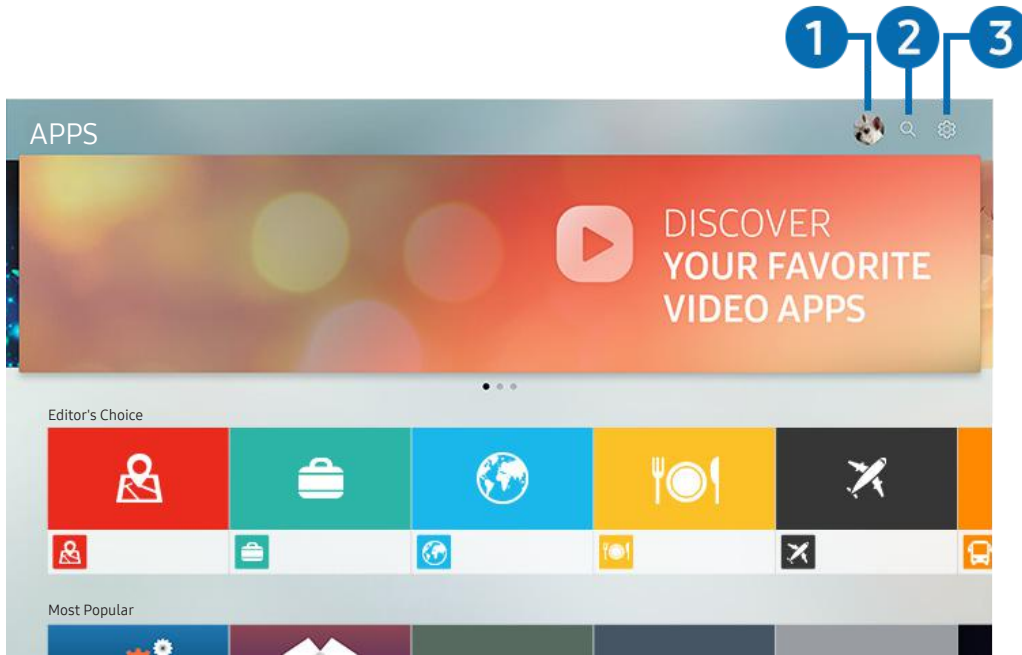 1 2 3
APPS
DISCOVER
YOUR FAVORITE
VIDEO APPS
Editor's Choice
Most Popular